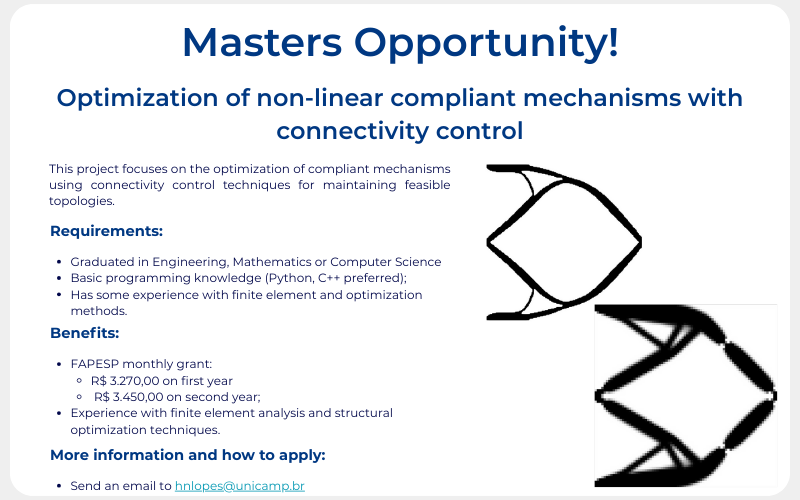 Masters Opportunity!
Optimization of non-linear compliant mechanisms with
connectivity control
This project focuses on the optimization of compliant mechanisms
using connectivity control techniques for maintaining feasible
topologies.
Requirements:
• Graduated in Engineering, Mathematics or Computer Science
• Basic programming knowledge (Python, C++ preferred);
• Has some experience with finite element and optimization
methods.
Benefits:
• FAPESP monthly grant:
○ R$ 3.270,00 on first year
○ R$ 3.450,00 on second year;
• Experience with finite element analysis and structural
optimization techniques.
More information and how to apply:
• Send an email to hnlopes@unicamp.br